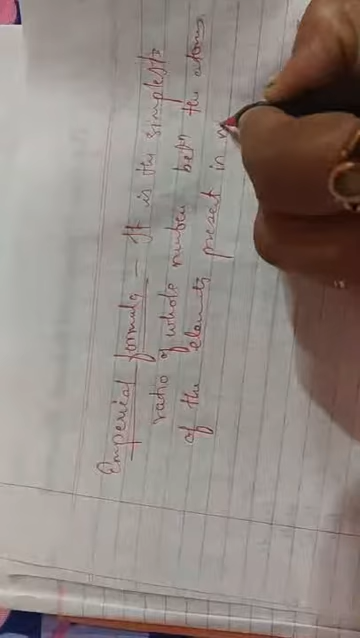 Emperical formula - It is the simplest
ratio of whole number betn the atoms
of the elements present in